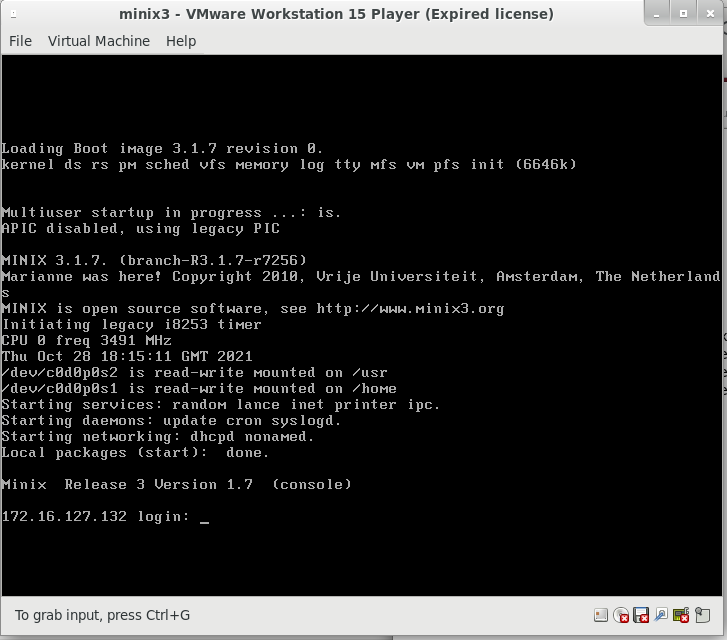 minix3 - VMware Workstation 15 Player (Expired license)
File Virtual Machine Help
Loading Boot image 3.1.7 revision 0.
kernel ds rs pm sched vfs memory log tty mfs vm pfs init (6646k)
Multiuser startup in progress ...: is.
APIC disabled, using legacy PIC
MINIX 3.1.7. (branch-R3.1.7-r7256)
Marianne was here! Copyright 2010, Vrije Universiteit, Amsterdam, The Netherland
s
MINIX is open source software, see http://www.minix3.org
Initiating legacy i8253 timer
CPU 0 freq 3491 MHz
Thu Oct 28 18:15:11 GMT 2021
/dev/c0d0p0s2 is read-write mounted on /usr
/dev/c0d0p0s1 is read-write mounted on /home
Starting services: random lance inet printer ipc.
Starting daemons: update cron syslogd.
Starting networking: dhcpd nonamed.
Local packages (start):  done.
Minix  Release 3 Version 1.7  (console)
172.16.127.132 login: _
To grab input, press Ctrl+G